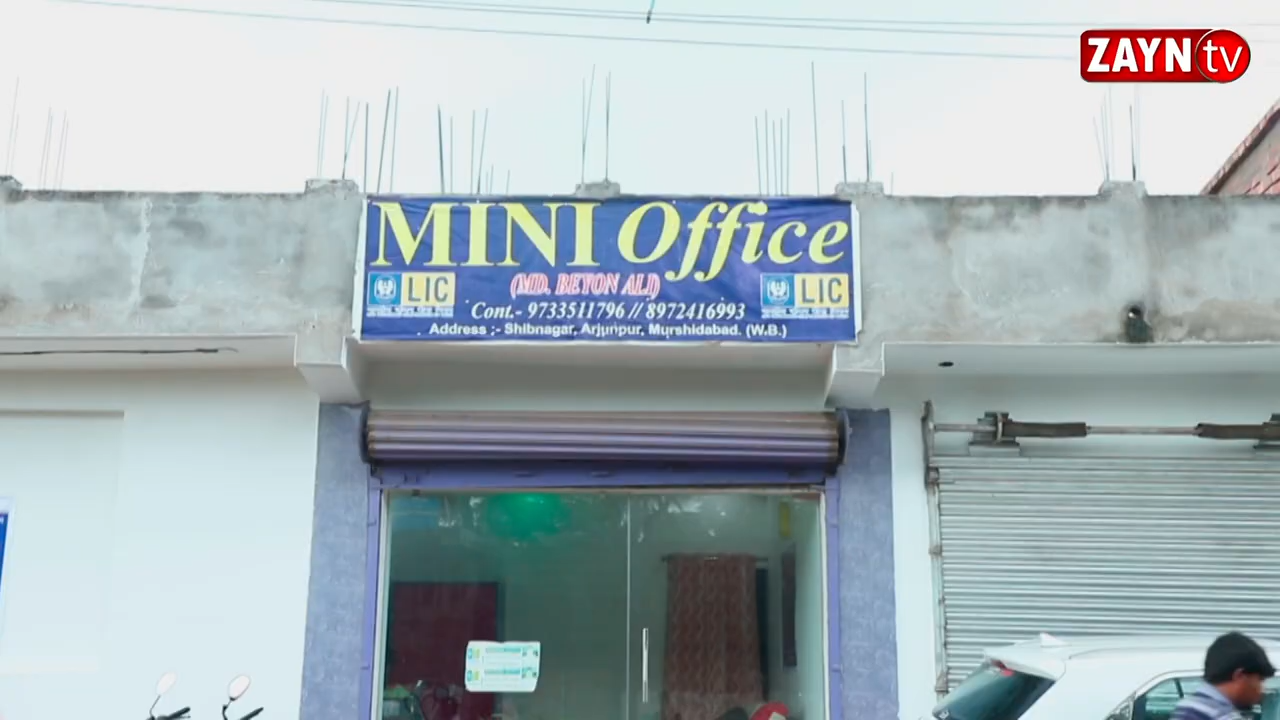 ZAYN tv
MINI Office
(MD. BEYON ALI)
LIC
LIC
Cont.- 9733511796 // 8972416993
Address ;- Shibnagar, Arjunpur, Murshidabad. (W.B.)